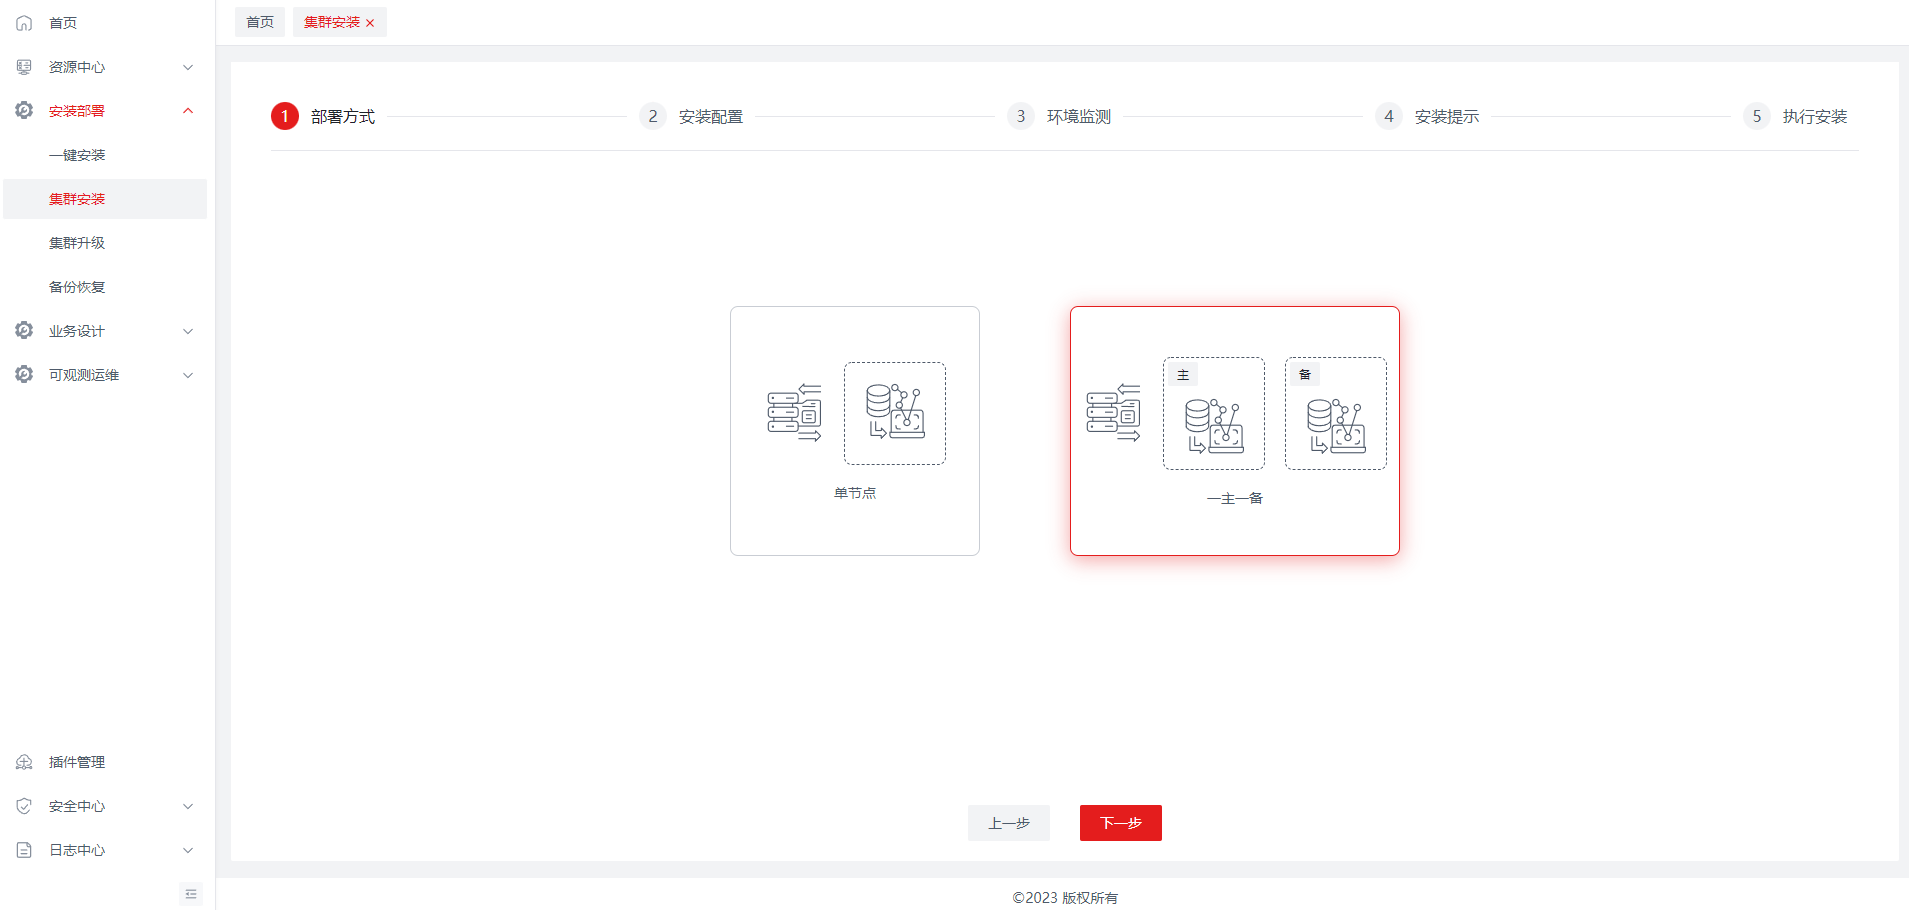 首页
资源中心
安装部署
一键安装
集群安装
集群升级
备份恢复
业务设计
可观测运维
插件管理
安全中心
日志中心
首页
集群安装
1 部署方式
2 安装配置
3 环境监测
4 安装提示
5 执行安装
单节点
主
备
一主一备
上一步
下一步
©2023 版权所有